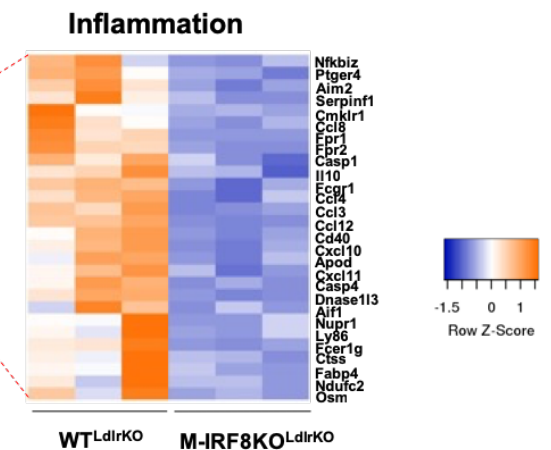 Inflammation
Nfkbiz
Ptger4
Aim2
Serpinf1
Cmklr1
Ccl8
Fpr1
Fpr2
Casp1
Il10
Fcgr1
Ccl4
Ccl3
Ccl12
Cd40
Cxcl10
Apod
Cxcl11
Casp4
Dnase1l3
Aif1
Nupr1
Ly86
Fcer1g
Ctss
Fabp4
Ndufc2
Osm
-1.5 0 1
Row Z-Score
WTLdlrKO M-IRF8KOLdlrKO